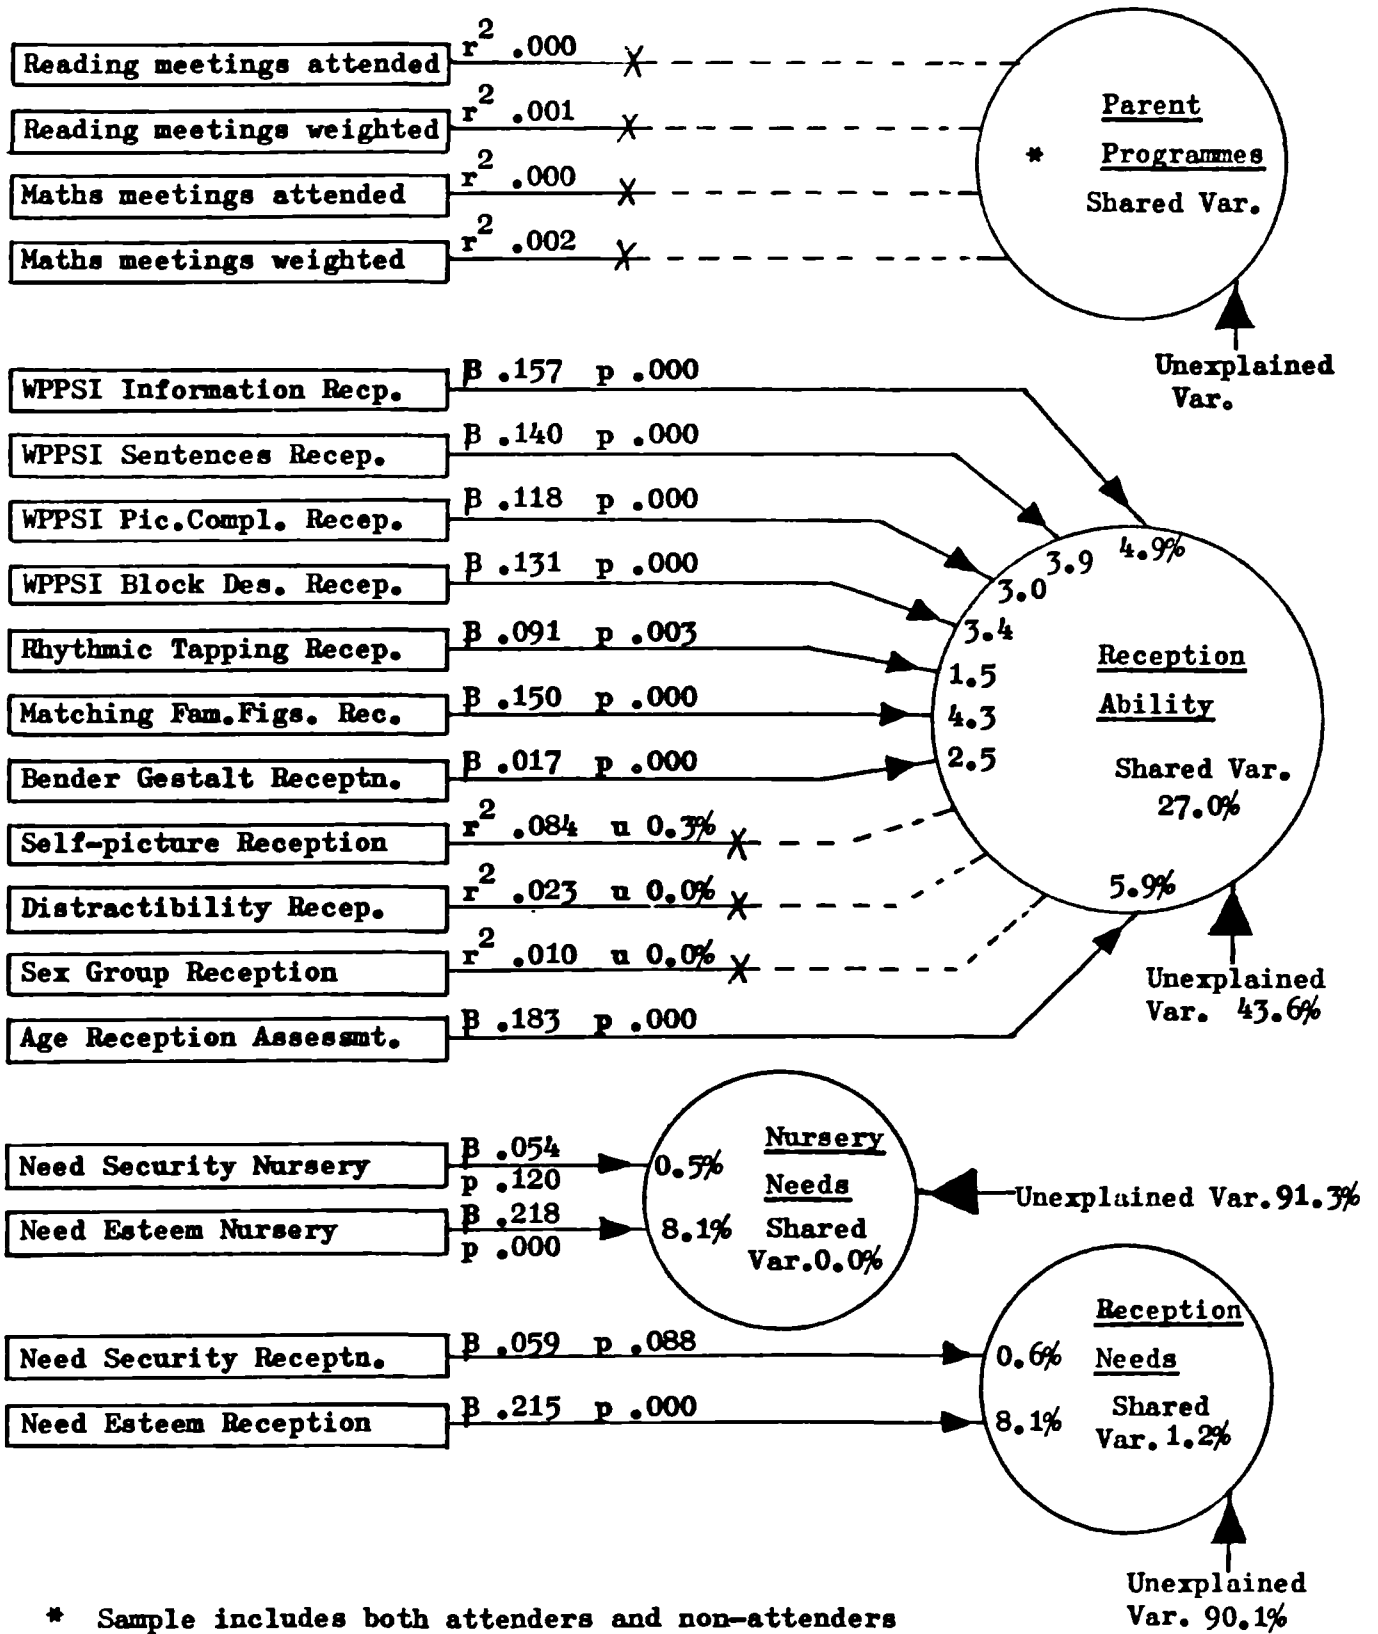 r² .000
Reading meetings attended
r² .001
Reading meetings weighted
r² .000
Maths meetings attended
r² .002
Maths meetings weighted
Parent
* Programmes
Shared Var.
Unexplained
Var.
β .157 p .000
WPPSI Information Recp.
β .140 p .000
WPPSI Sentences Recep.
β .118 p .000
WPPSI Pic.Compl. Recep.
β .131 p .000
WPPSI Block Des. Recep.
β .091 p .003
Rhythmic Tapping Recep.
β .150 p .000
Matching Fam.Figs. Rec.
β .017 p .000
Bender Gestalt Receptn.
r² .084 u 0.3%
Self-picture Reception
r² .023 u 0.0%
Distractibility Recep.
r² .010 u 0.0%
Sex Group Reception
β .183 p .000
Age Reception Assessmt.
4.9%
3.9
3.0
3.4
1.5
4.3
2.5
Reception
Ability
Shared Var.
27.0%
5.9%
Unexplained
Var. 43.6%
β .054
Need Security Nursery
p .120
β .218
Need Esteem Nursery
p .000
0.5%
8.1%
Nursery
Needs
Shared
Var.0.0%
Unexplained Var.91.3%
β .059 p .088
Need Security Receptn.
β .215 p .000
Need Esteem Reception
0.6%
8.1%
Reception
Needs
Shared
Var. 1.2%
Unexplained
Var. 90.1%
* Sample includes both attenders and non-attenders